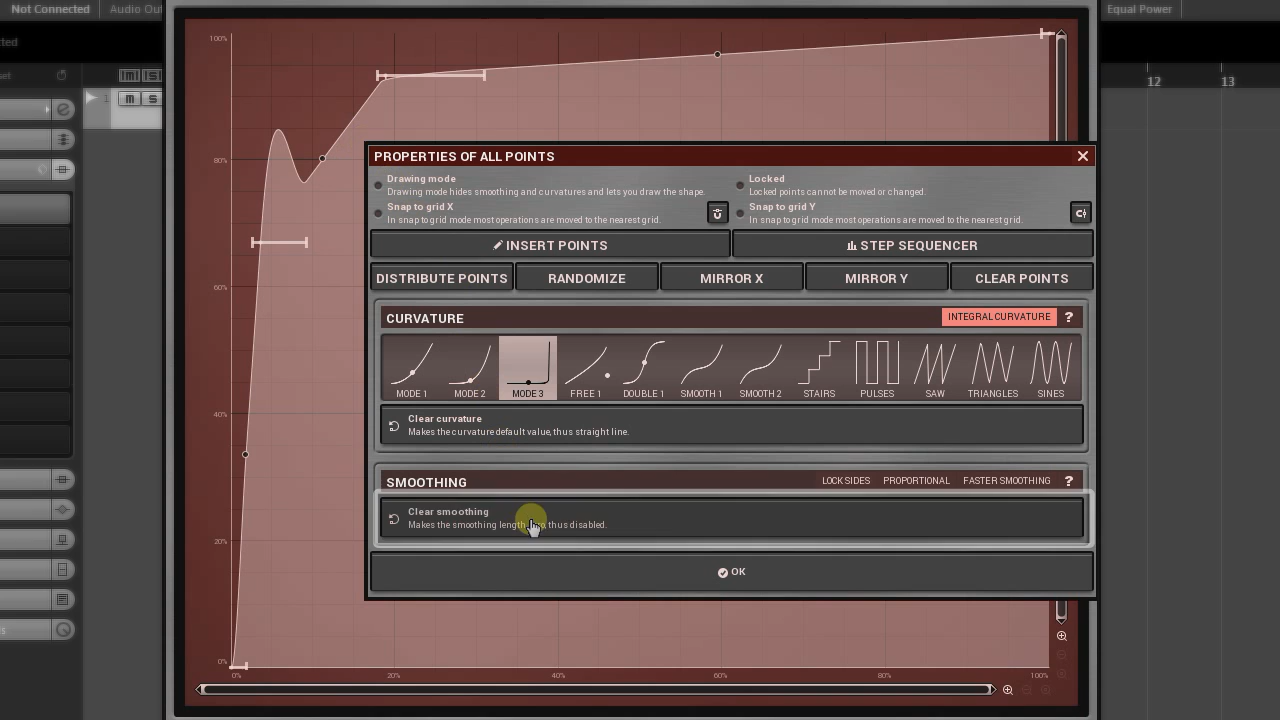 Not Connected
Audio Out
Equal Power
cted
set
1
m s
12
13
100%
80%
60%
40%
20%
0%
0%
20%
40%
60%
80%
100%
PROPERTIES OF ALL POINTS
Drawing mode
Drawing mode hides smoothing and curvatures and lets you draw the shape.
Locked
Locked points cannot be moved or changed.
Snap to grid X
In snap to grid mode most operations are moved to the nearest grid.
Snap to grid Y
In snap to grid mode most operations are moved to the nearest grid.
INSERT POINTS
STEP SEQUENCER
DISTRIBUTE POINTS
RANDOMIZE
MIRROR X
MIRROR Y
CLEAR POINTS
CURVATURE
INTEGRAL CURVATURE
?
MODE 1
MODE 2
MODE 3
FREE 1
DOUBLE 1
SMOOTH 1
SMOOTH 2
STAIRS
PULSES
SAW
TRIANGLES
SINES
Clear curvature
Makes the curvature default value, thus straight line.
SMOOTHING
LOCK SIDES
PROPORTIONAL
FASTER SMOOTHING
?
Clear smoothing
Makes the smoothing length thus disabled.
OK